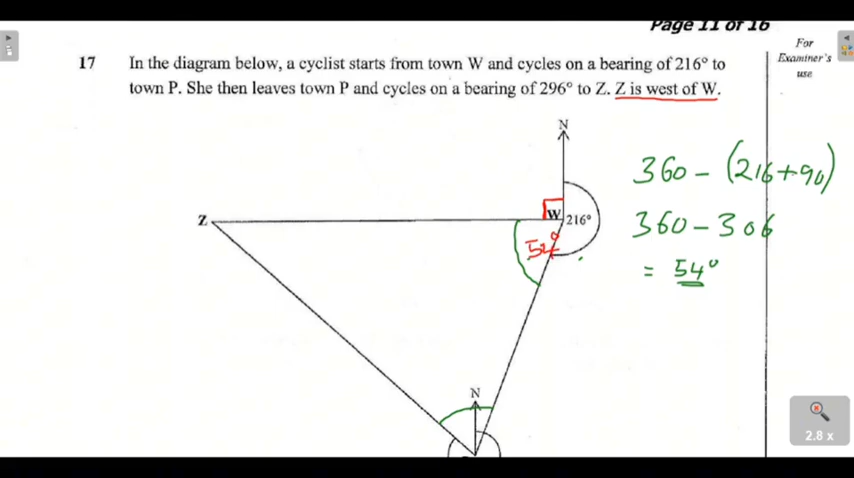 Page 11 of 16
For
Examiner's
use
17 In the diagram below, a cyclist starts from town W and cycles on a bearing of 216° to
town P. She then leaves town P and cycles on a bearing of 296° to Z. Z is west of W.
N
360 - (216+90)
Z
W
216°
360 - 306
54°
= 54°
N
2.8 x